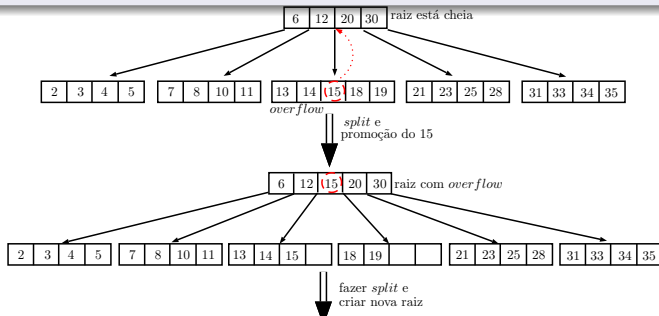 6 12 20 30 raiz está cheia
2 3 4 5 7 8 10 11 13 14 15 18 19 21 23 25 28 31 33 34 35
overflow
split e
promoção do 15
6 12 15 20 30 raiz com overflow
2 3 4 5 7 8 10 11 13 14 15 18 19 21 23 25 28 31 33 34 35
fazer split e
criar nova raiz